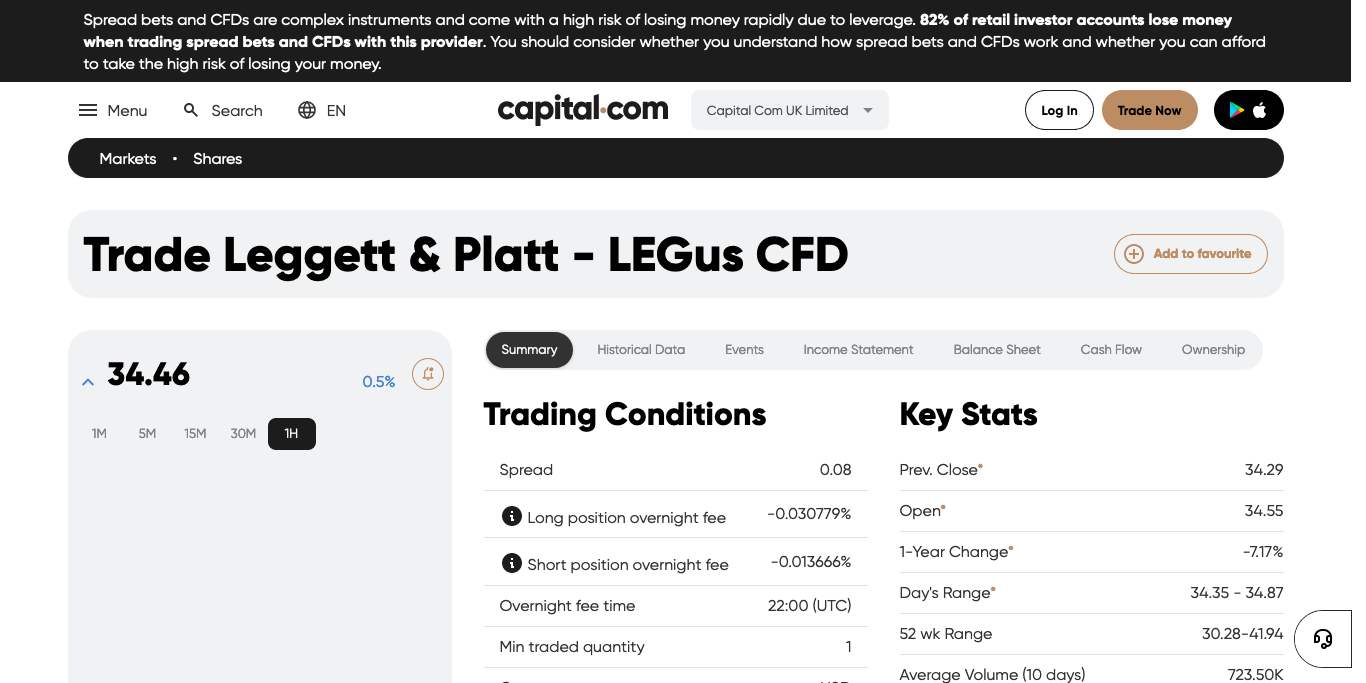 Spread bets and CFDs are complex instruments and come with a high risk of losing money rapidly due to leverage. 82% of retail investor accounts lose money
when trading spread bets and CFDs with this provider. You should consider whether you understand how spread bets and CFDs work and whether you can afford
to take the high risk of losing your money.
Menu Search EN capital.com Capital Com UK Limited Log In Trade Now
Markets • Shares
Trade Leggett & Platt - LEGus CFD Add to favourite
34.46 0.5%
1M 5M 15M 30M 1H
Summary Historical Data Events Income Statement Balance Sheet Cash Flow Ownership
Trading Conditions
Spread 0.08
Long position overnight fee -0.030779%
Short position overnight fee -0.013666%
Overnight fee time 22:00 (UTC)
Min traded quantity 1
Key Stats
Prev. Close* 34.29
Open* 34.55
1-Year Change* -7.17%
Day's Range* 34.35 - 34.87
52 wk Range 30.28-41.94
Average Volume (10 days) 723.50K